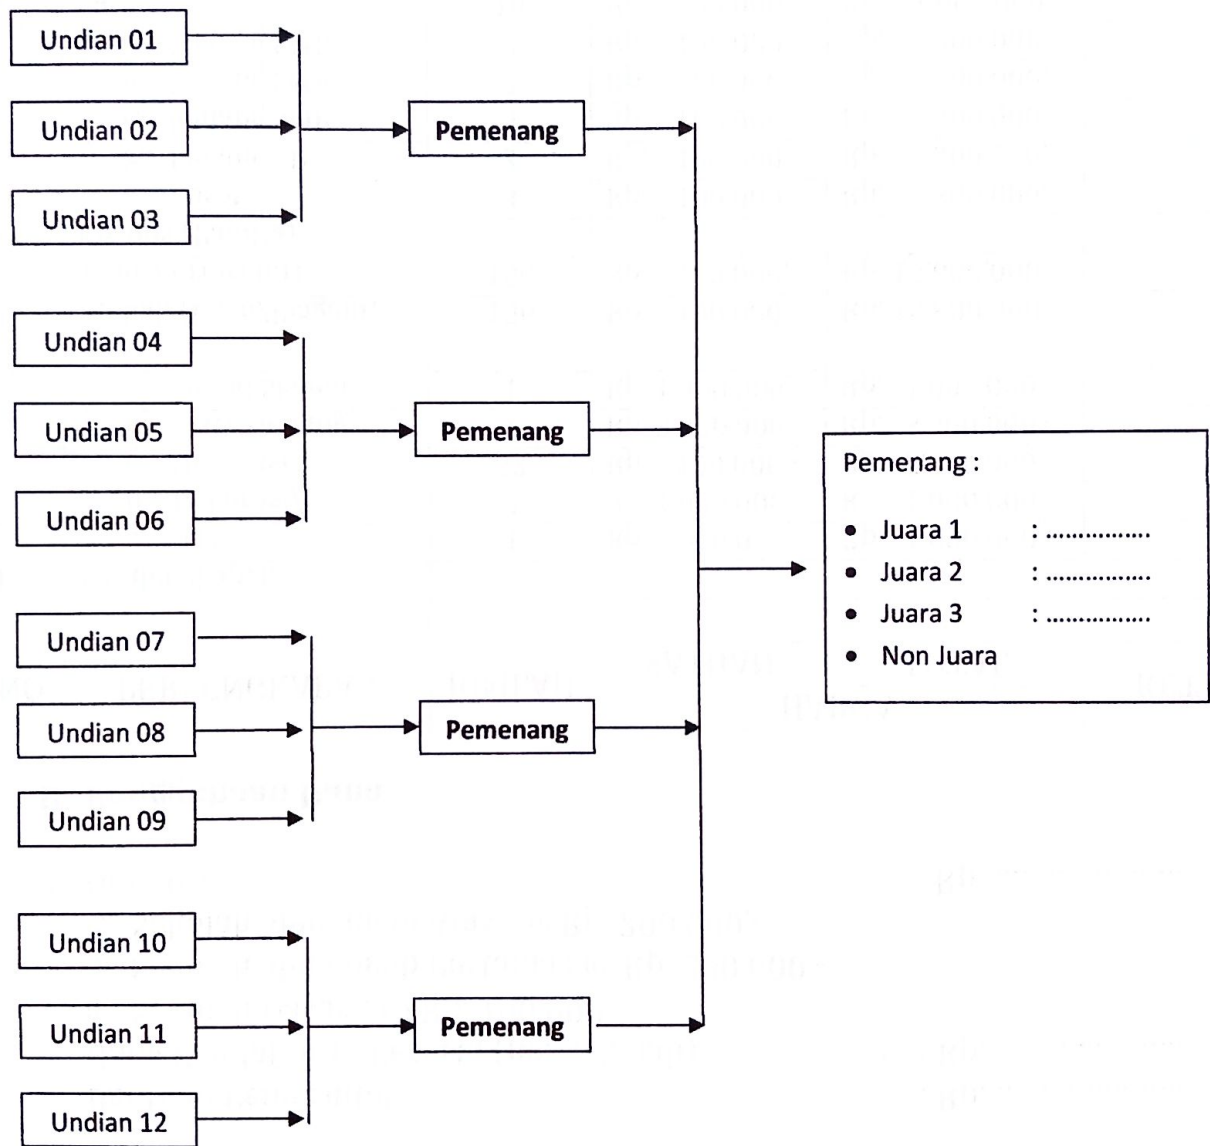 Undian 01
Undian 02
Undian 03
Pemenang
Undian 04
Undian 05
Undian 06
Pemenang
Undian 07
Undian 08
Undian 09
Pemenang
Undian 10
Undian 11
Undian 12
Pemenang
Pemenang :
• Juara 1 : ................
• Juara 2 : ................
• Juara 3 : ................
• Non Juara